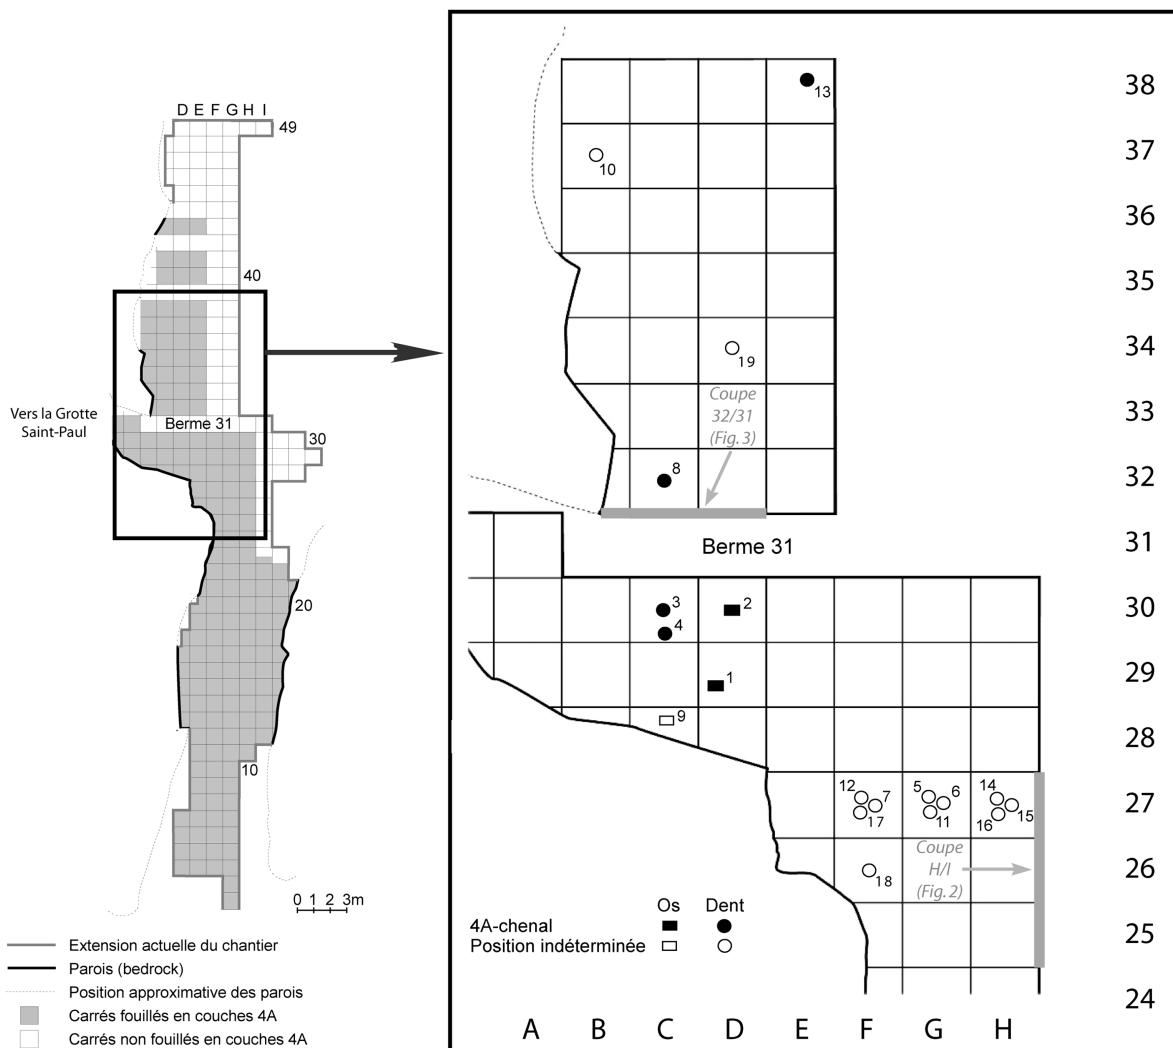 D E F G H I
49
40
Vers la Grotte
Saint-Paul
Berme 31
30
20
10
0 1 2 3m
Extension actuelle du chantier
Parois (bedrock)
Position approximative des parois
Carrés fouillés en couches 4A
Carrés non fouillés en couches 4A
38
13
37
10
36
35
34
19
Coupe
32/31
(Fig. 3)
33
8
32
31
Berme 31
3
2
4
30
1
29
9
28
12
7
17
5
6
11
14
15
16
27
Coupe
H/I
(Fig. 2)
18
26
Os Dent
4A-chenal
Position indéterminée
25
24
A B C D E F G H